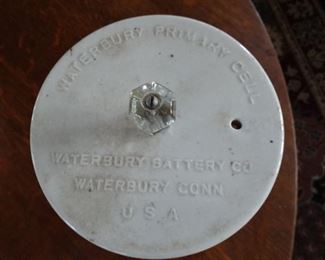 WATERBURY PRIMARY CELL
WATERBURY BATTERY CO
WATERBURY CONN
U S A